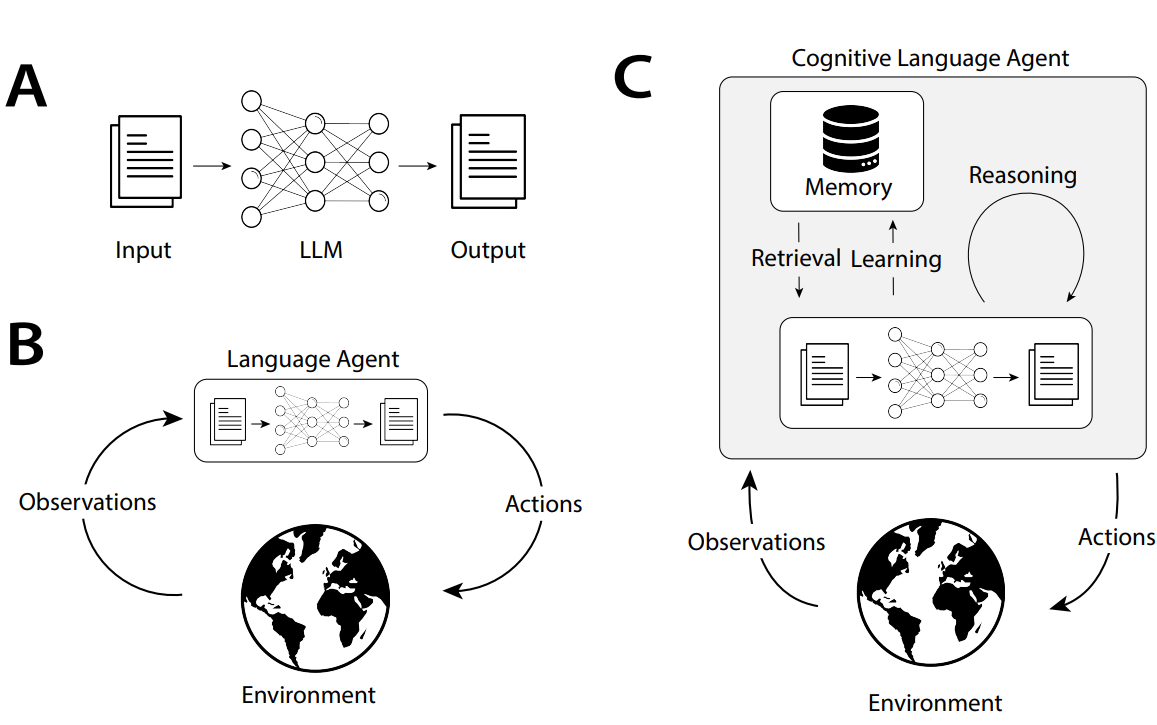 A
Input
LLM
Output
B
Language Agent
Observations
Actions
Environment
C
Cognitive Language Agent
Memory
Reasoning
Retrieval Learning
Observations
Actions
Environment